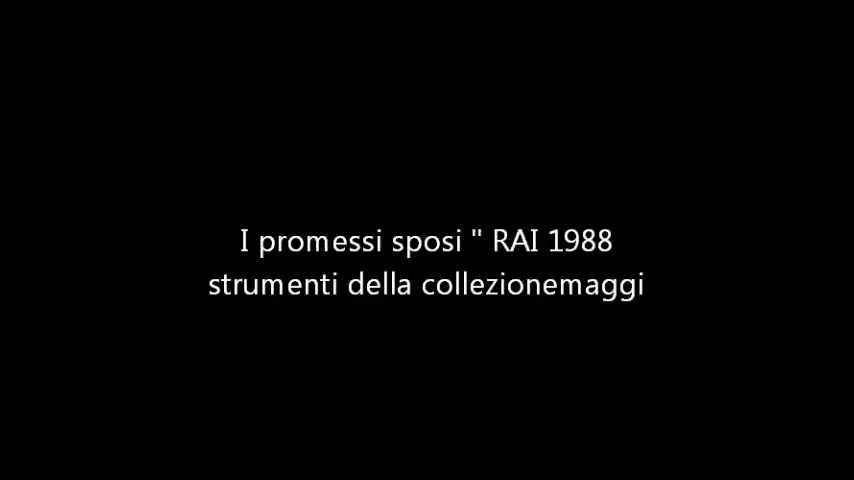 I promessi sposi " RAI 1988
strumenti della collezionemaggi